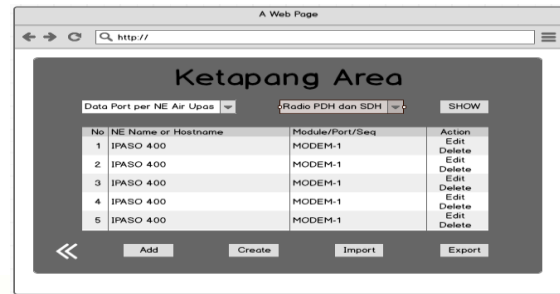 A Web Page
http://
Ketapang Area
Data Port per NE Air Upas Radio PDH dan SDH SHOW
No NE Name or Hostname Module/Port/Seq Action
1 IPASO 400 MODEM-1 Edit Delete
2 IPASO 400 MODEM-1 Edit Delete
3 IPASO 400 MODEM-1 Edit Delete
4 IPASO 400 MODEM-1 Edit Delete
5 IPASO 400 MODEM-1 Edit Delete
Add Create Import Export